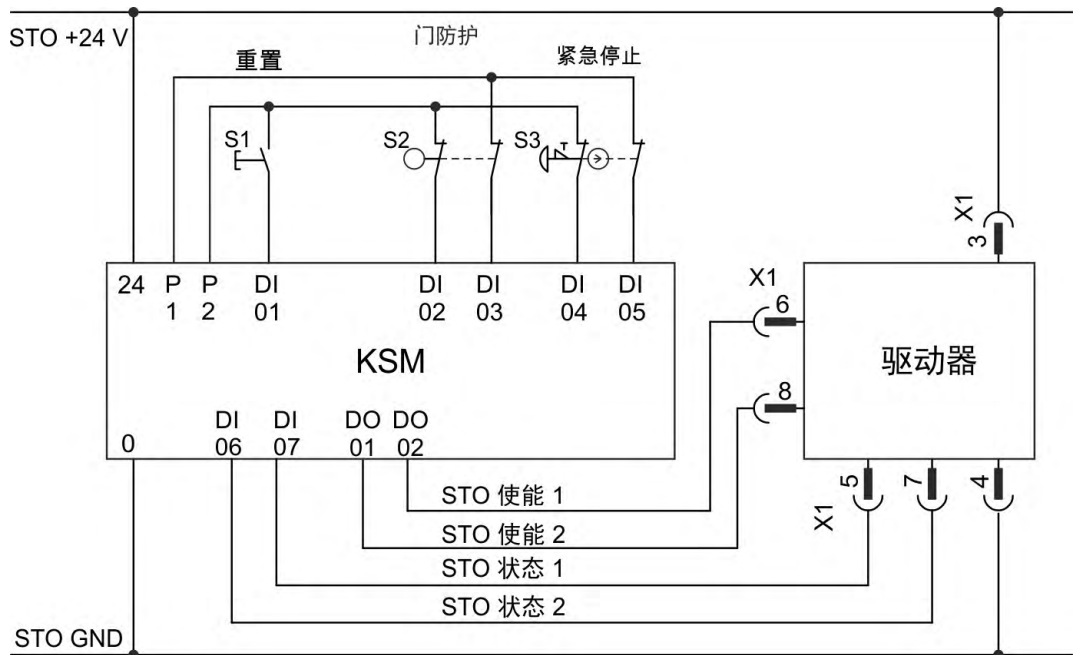 STO +24 V
门防护
重置
紧急停止
S1
S2
S3
X1
3
24 P 1 P 2 DI 01 DI 02 DI 03 DI 04 DI 05
X1
6
KSM
驱动器
8
0
DI 06 DI 07 DO 01 DO 02
5
7
4
X1
STO 使能 1
STO 使能 2
STO 状态 1
STO 状态 2
STO GND